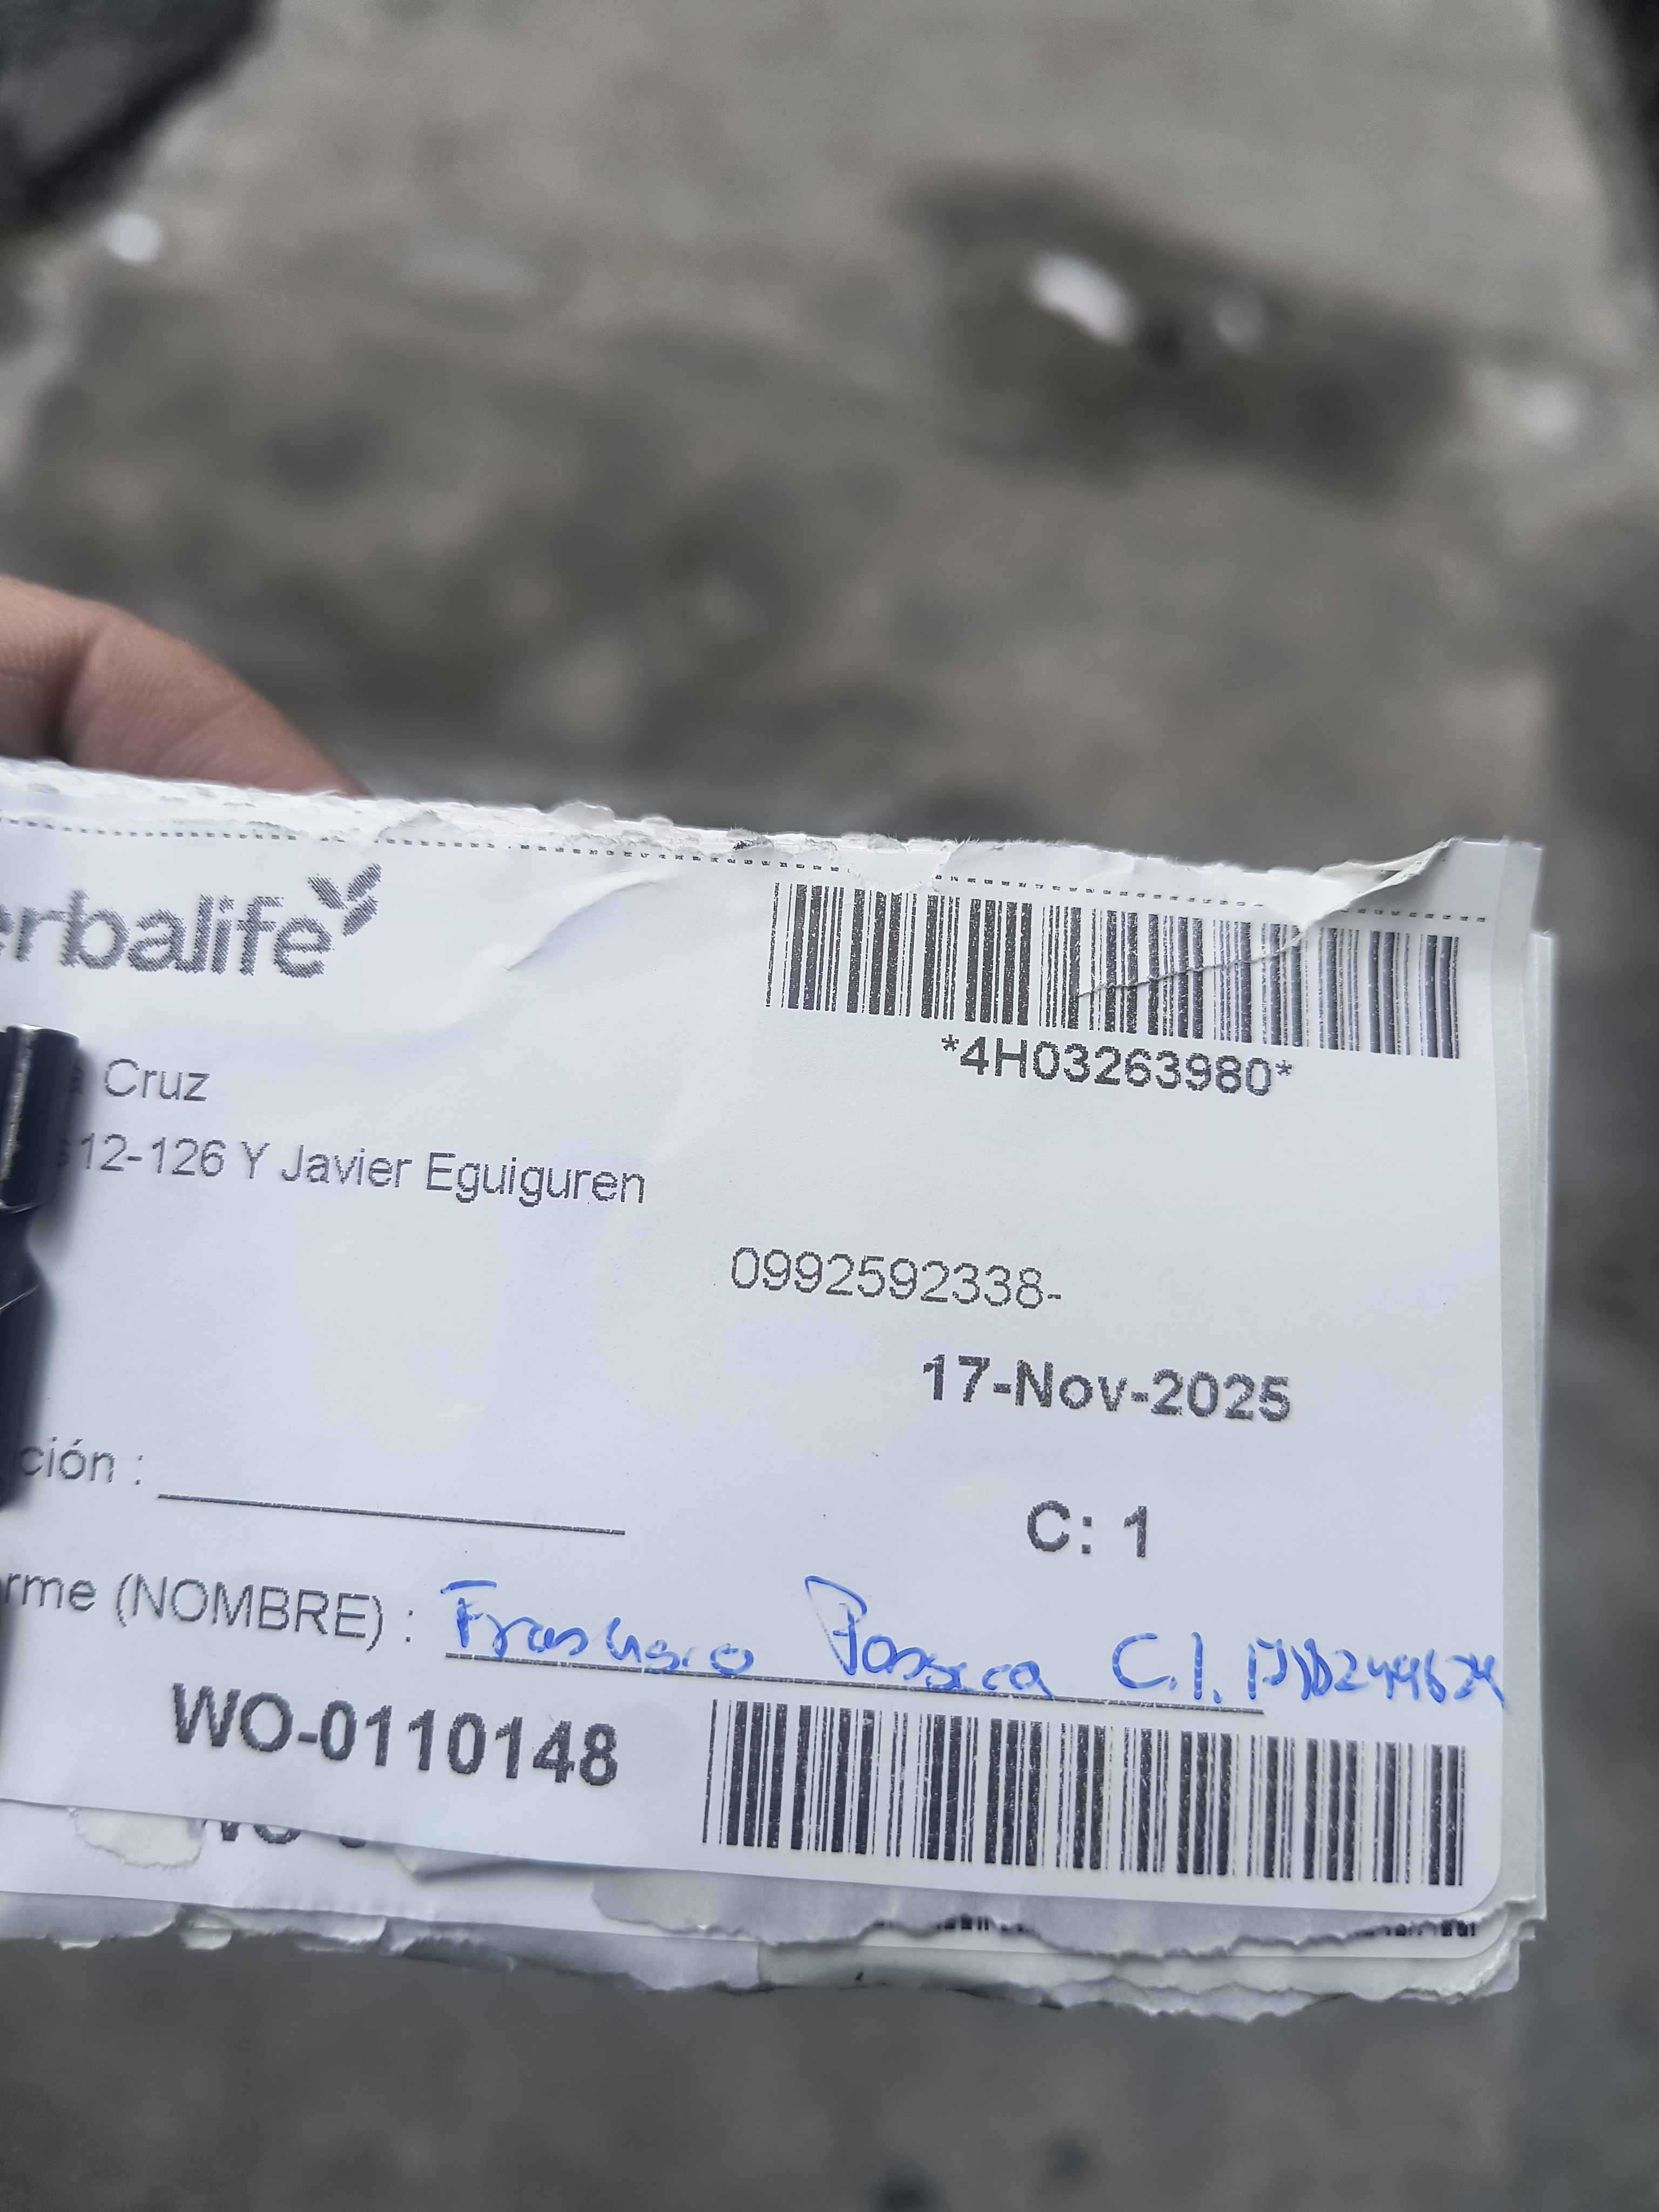 erbalife
*4H03263980*
Cruz
12-126 Y Javier Eguiguren
0992592338-
17-Nov-2025
ción :
C: 1
rme (NOMBRE) : C.I.
WO-0110148